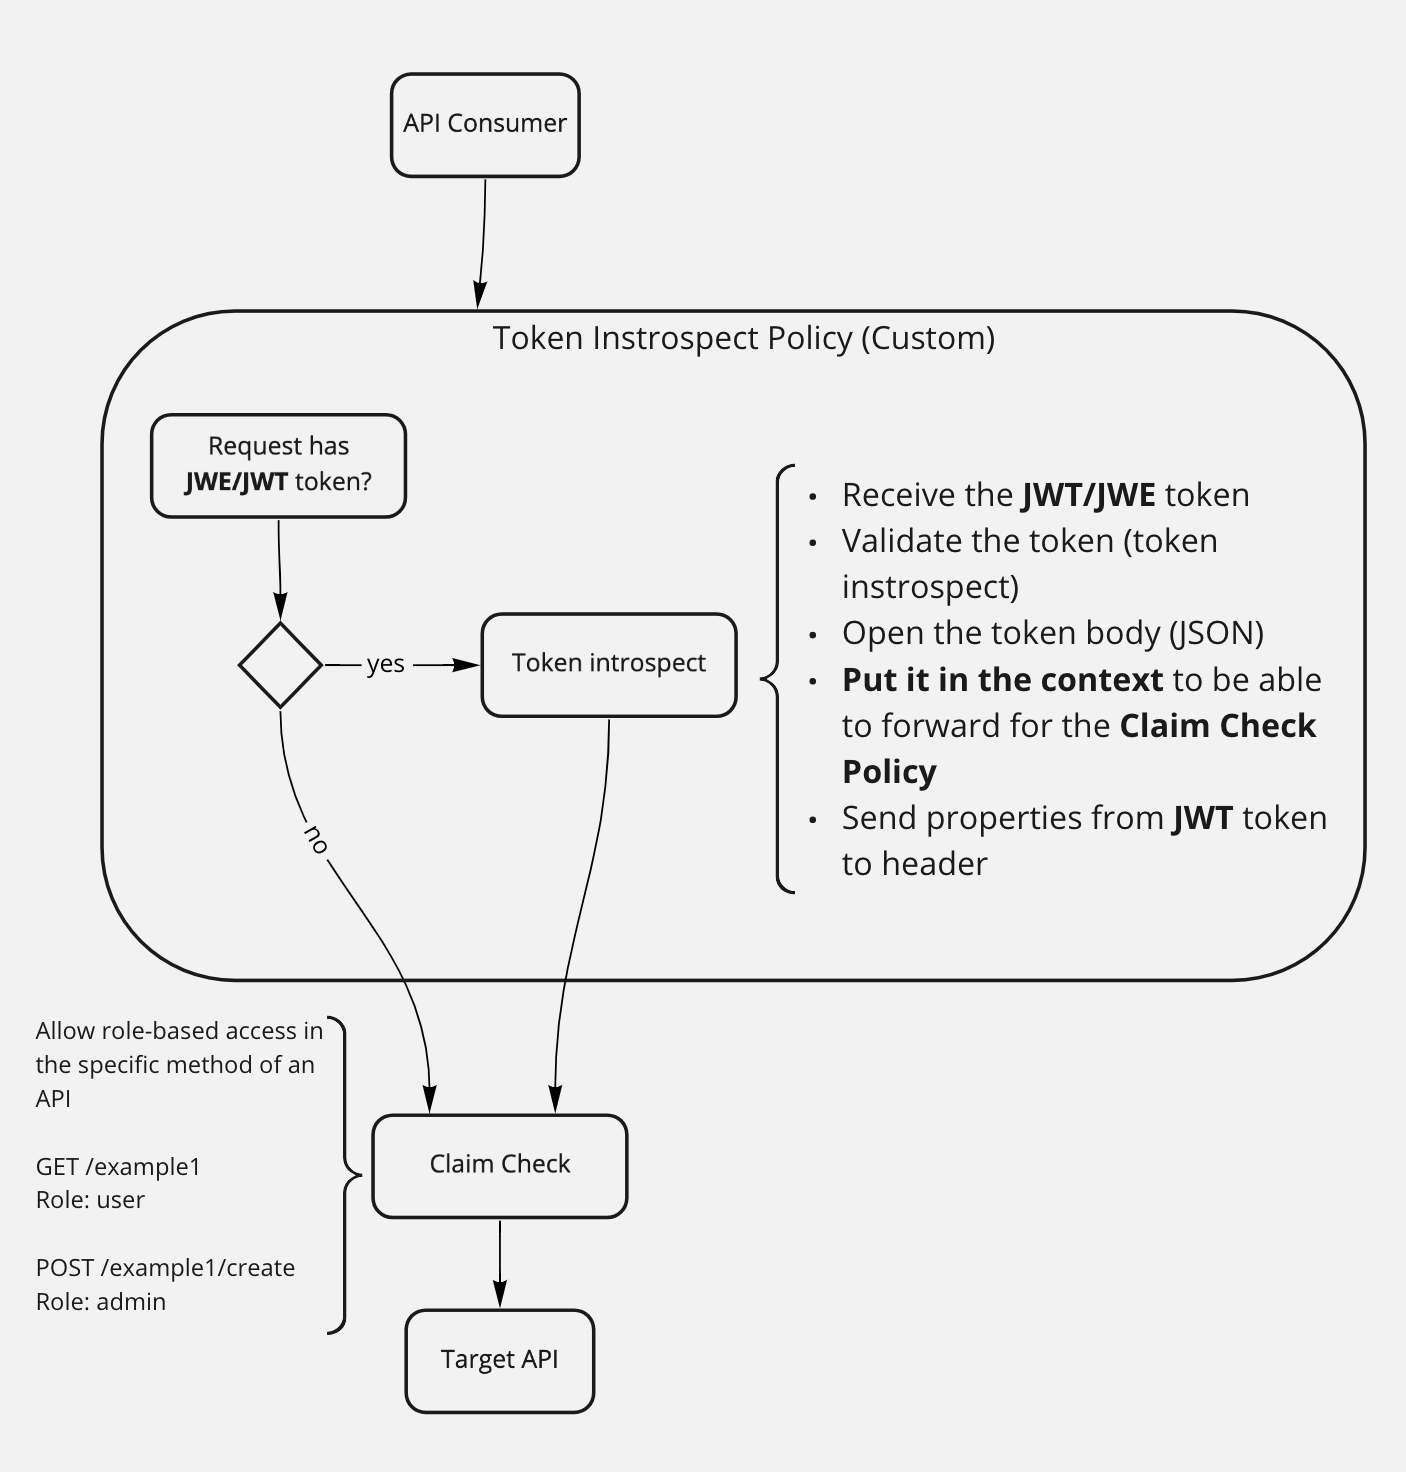 API Consumer
Token Instrospect Policy (Custom)
Request has
JWE/JWT token?
yes
Token introspect
• Receive the JWT/JWE token
• Validate the token (token
instrospect)
• Open the token body (JSON)
• Put it in the context to be able
to forward for the Claim Check
Policy
• Send properties from JWT token
to header
no
Allow role-based access in
the specific method of an
API
GET /example1
Role: user
POST /example1/create
Role: admin
Claim Check
Target API